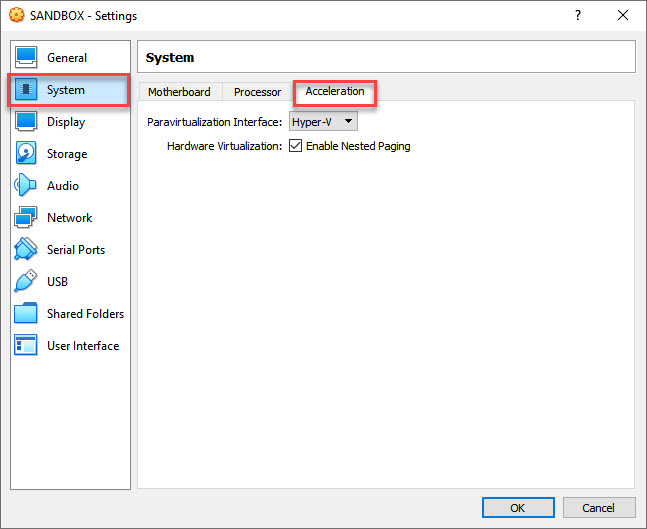 SANDBOX - Settings
?
General
System
Display
Storage
Audio
Network
Serial Ports
USB
Shared Folders
User Interface
System
Motherboard Processor Acceleration
Paravirtualization Interface: Hyper-V
Hardware Virtualization: Enable Nested Paging
OK Cancel